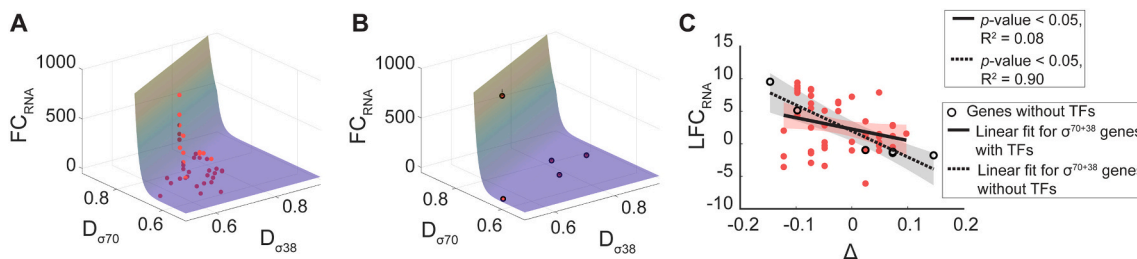 A
FC_RNA
1000
500
0
0.8
0.6
D_σ70
0.6
0.8
D_σ38
B
FC_RNA
1000
500
0
0.8
0.6
D_σ70
0.6
0.8
D_σ38
C
LFC_RNA
15
10
5
0
-5
-10
-0.2
-0.1
0
0.1
0.2
Δ
p-value < 0.05,
R² = 0.08
p-value < 0.05,
R² = 0.90
Genes without TFs
Linear fit for σ⁷⁰⁺³⁸ genes
with TFs
Linear fit for σ⁷⁰⁺³⁸ genes
without TFs